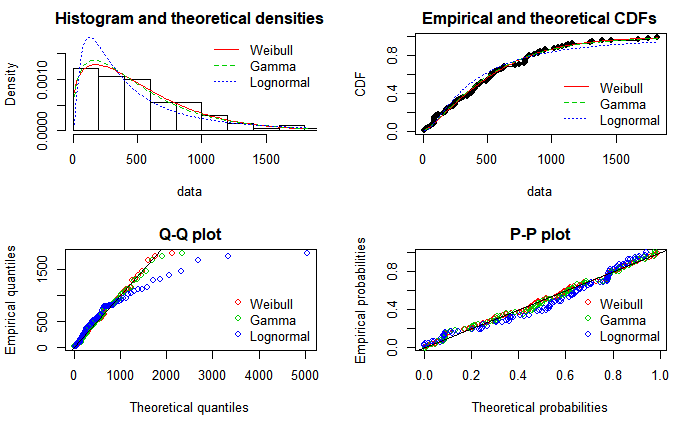 Histogram and theoretical densities
Density
0.0000 0.0010
Weibull
Gamma
Lognormal
0 500 1000 1500
data
Empirical and theoretical CDFs
CDF
0.0 0.4 0.8
Weibull
Gamma
Lognormal
0 500 1000 1500
data
Q-Q plot
Empirical quantiles
0 500 1500
Weibull
Gamma
Lognormal
0 1000 2000 3000 4000 5000
Theoretical quantiles
P-P plot
Empirical probabilities
0.0 0.4 0.8
Weibull
Gamma
Lognormal
0.0 0.2 0.4 0.6 0.8 1.0
Theoretical probabilities